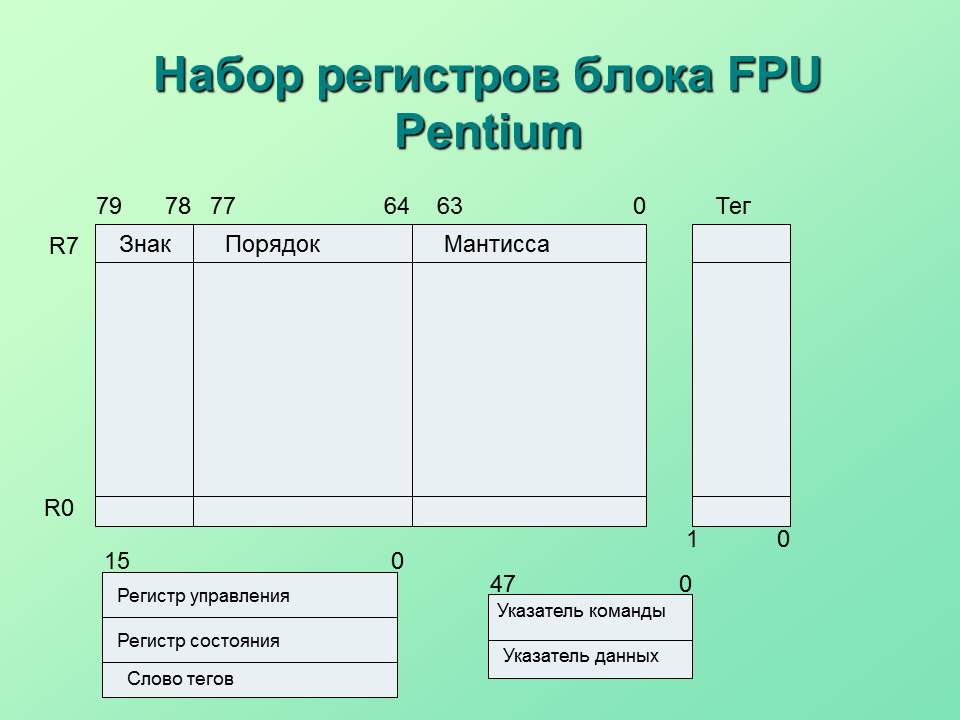 Набор регистров блока FPU
Pentium
79 78 77 64 63 0 Тег
R7 Знак Порядок Мантисса
R0
1 0
15 0
47 0
Регистр управления
Указатель команды
Регистр состояния
Указатель данных
Слово тегов